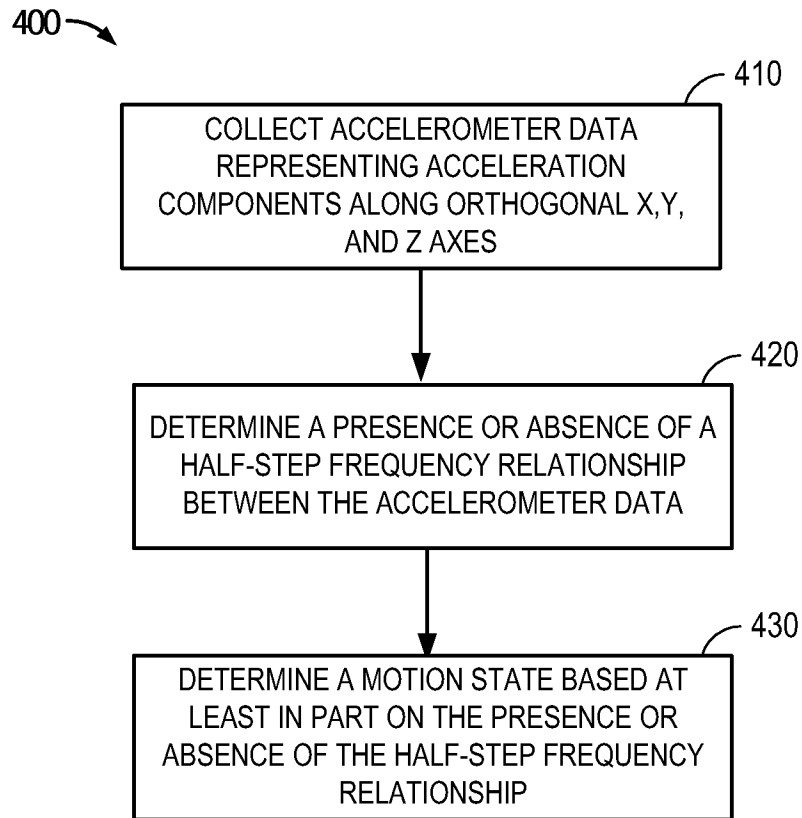 400
410
COLLECT ACCELEROMETER DATA
REPRESENTING ACCELERATION
COMPONENTS ALONG ORTHOGONAL X,Y,
AND Z AXES
420
DETERMINE A PRESENCE OR ABSENCE OF A
HALF-STEP FREQUENCY RELATIONSHIP
BETWEEN THE ACCELEROMETER DATA
430
DETERMINE A MOTION STATE BASED AT
LEAST IN PART ON THE PRESENCE OR
ABSENCE OF THE HALF-STEP FREQUENCY
RELATIONSHIP